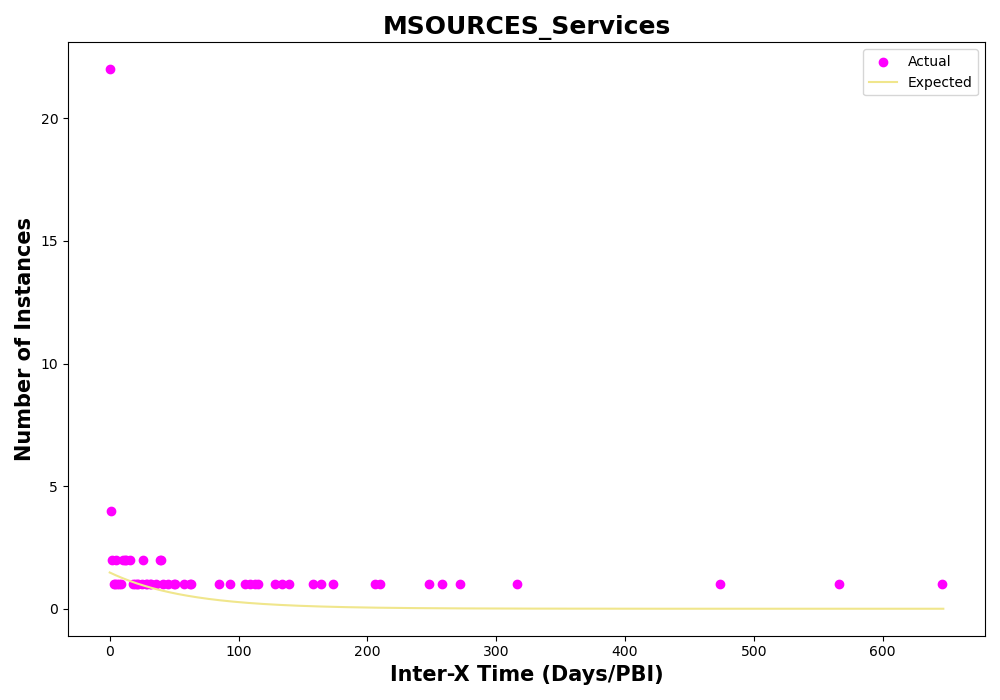 MSOURCES_Services
Actual
Expected
Number of Instances
20
15
10
5
0
0 100 200 300 400 500 600
Inter-X Time (Days/PBI)